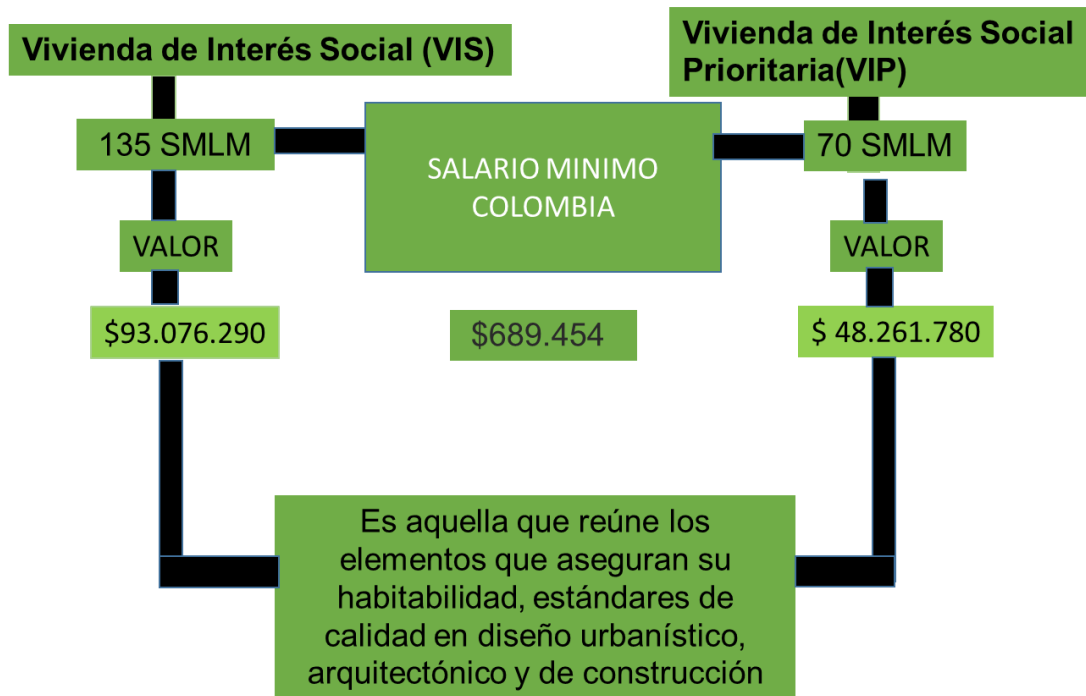 Vivienda de Interés Social (VIS)
Vivienda de Interés Social
Prioritaria(VIP)
135 SMLM
SALARIO MINIMO
COLOMBIA
70 SMLM
VALOR
VALOR
$93.076.290
$689.454
$ 48.261.780
Es aquella que reúne los
elementos que aseguran su
habitabilidad, estándares de
calidad en diseño urbanístico,
arquitectónico y de construcción